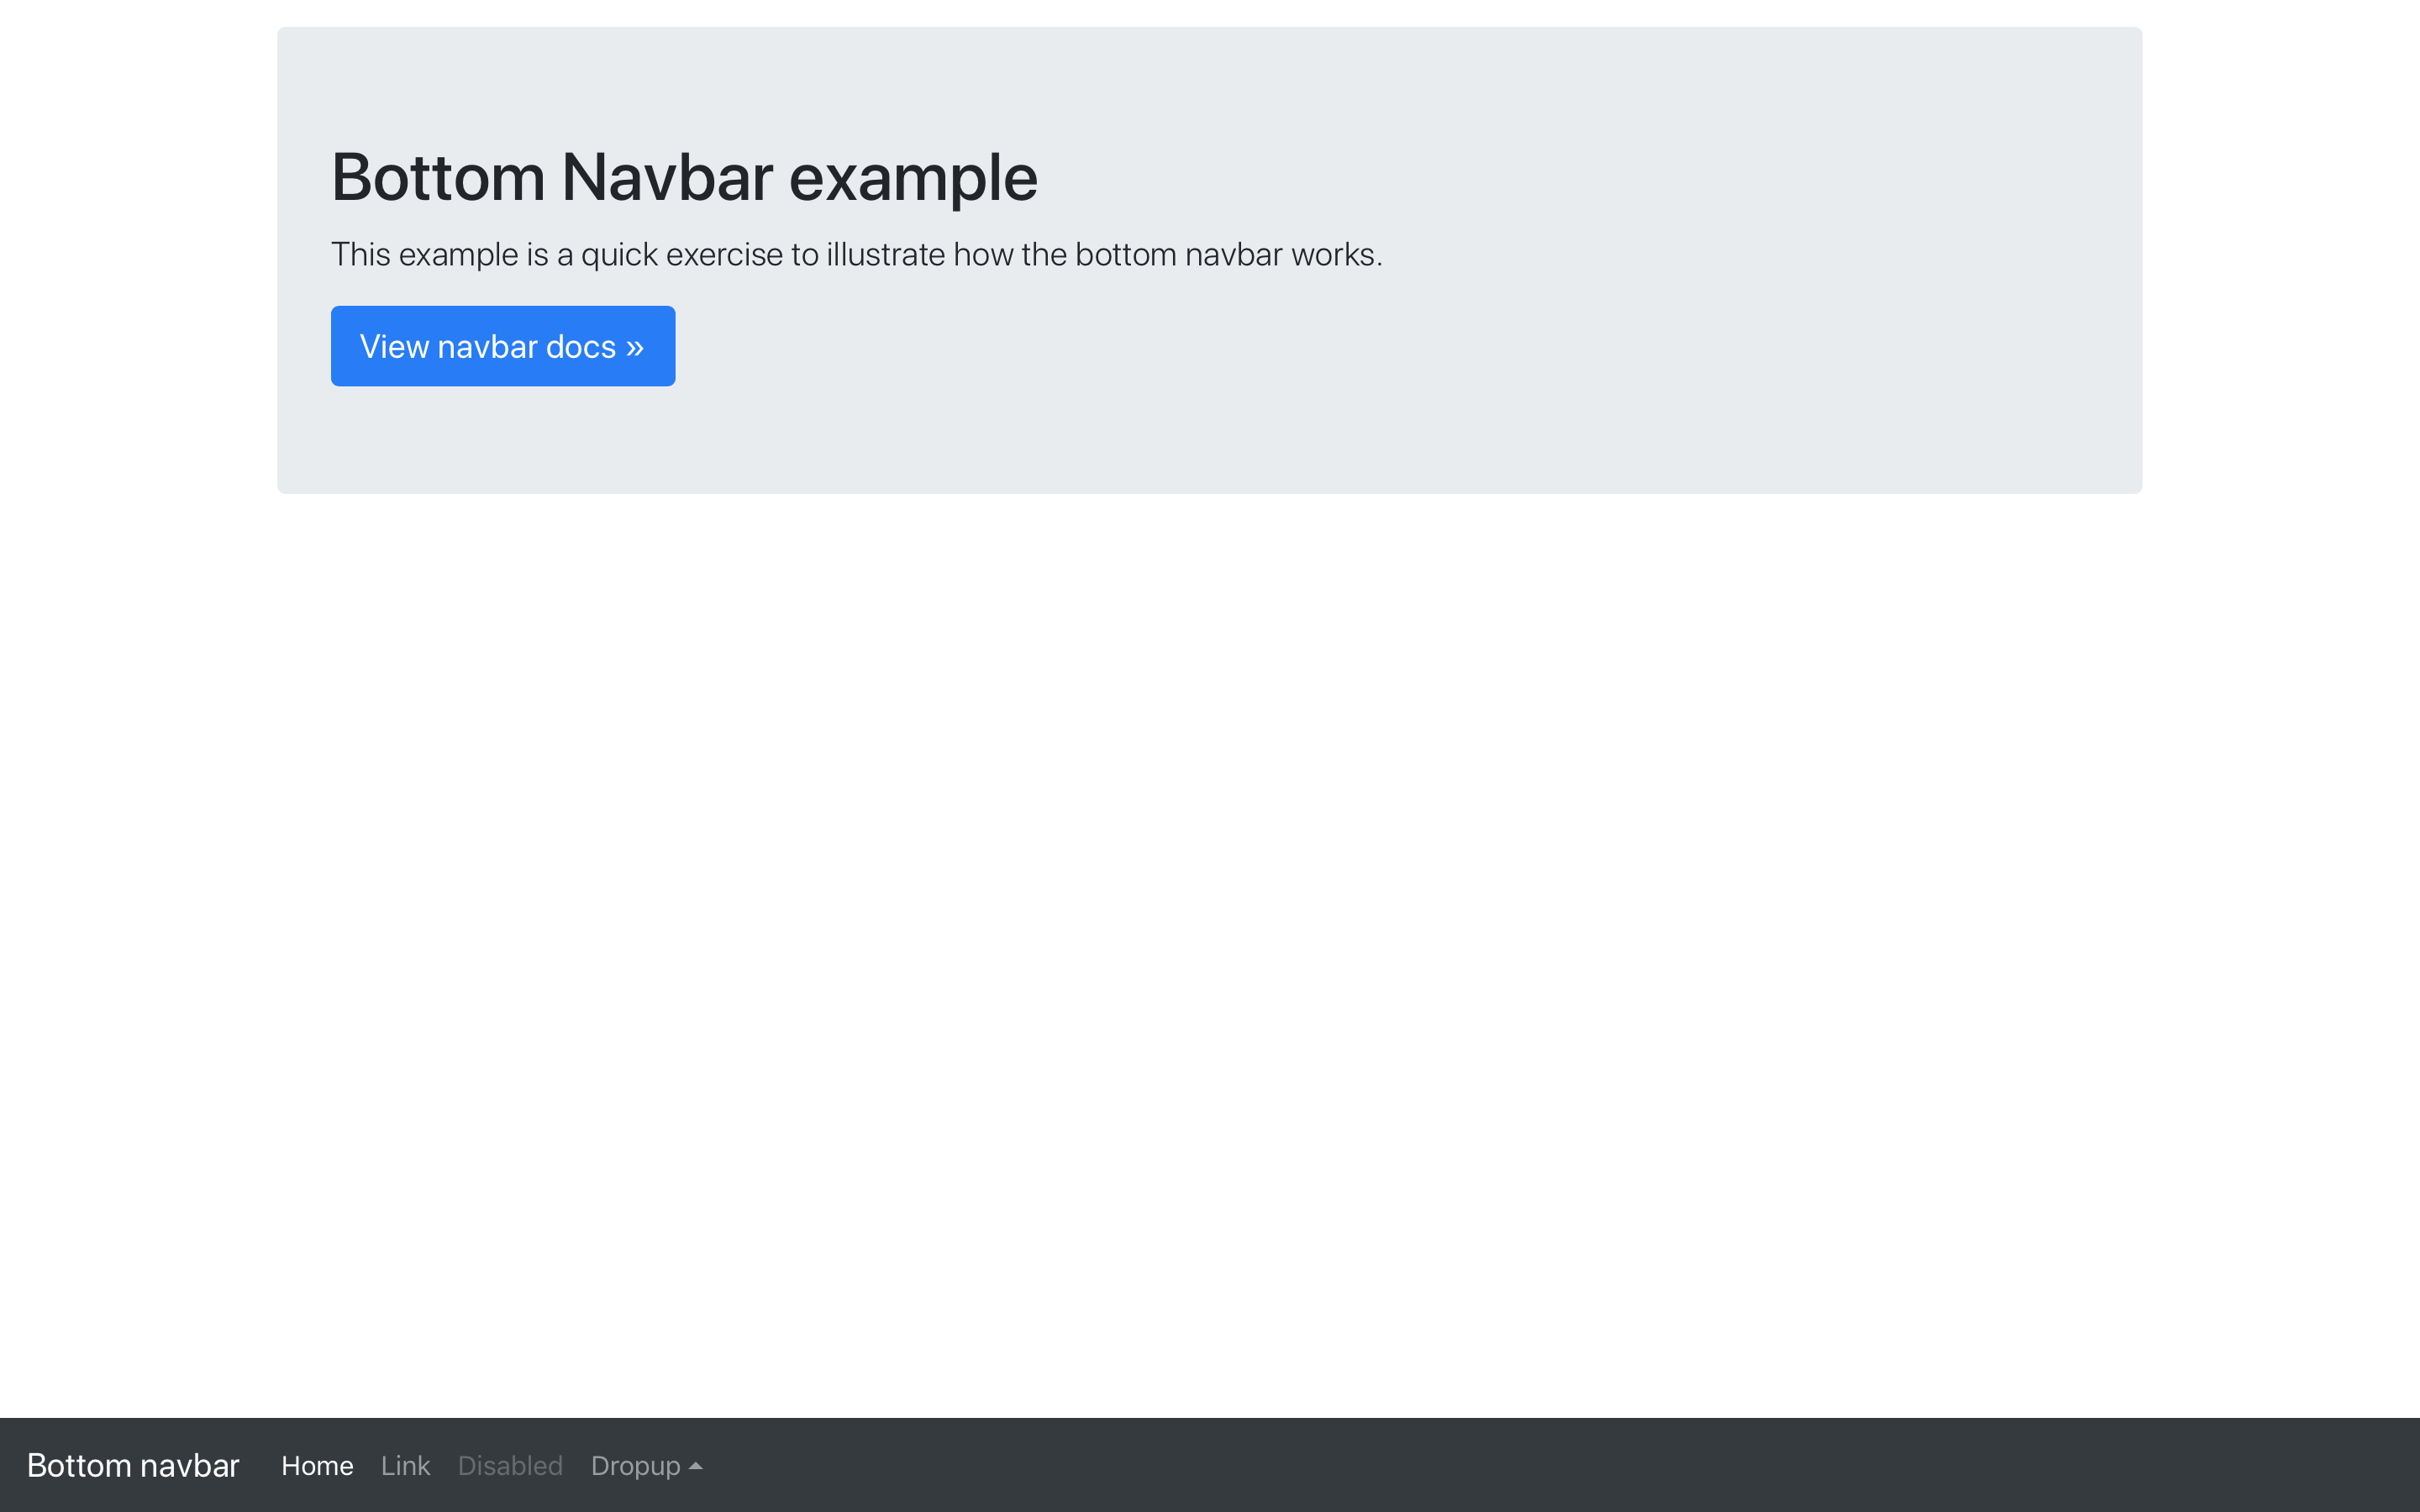 Bottom Navbar example
This example is a quick exercise to illustrate how the bottom navbar works.
View navbar docs »
Bottom navbar Home Link Disabled Dropup